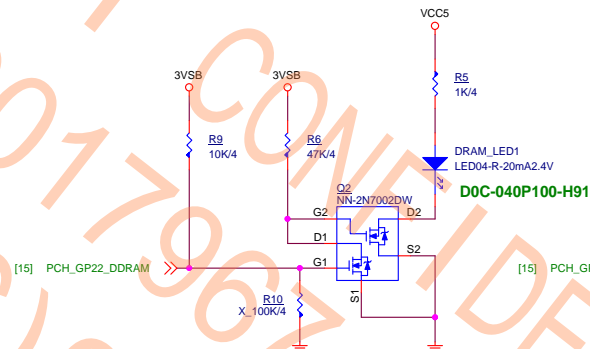 VCC5
R5
1K/4
3VSB
3VSB
R9
10K/4
R6
47K/4
DRAM_LED1
LED04-R-20mA2.4V
D0C-040P100-H91
Q2
NN-2N7002DW
G2
D2
D1
S2
G1
S1
[15] PCH_GP22_DDRAM
R10
X_100K/4
[15] PCH_G